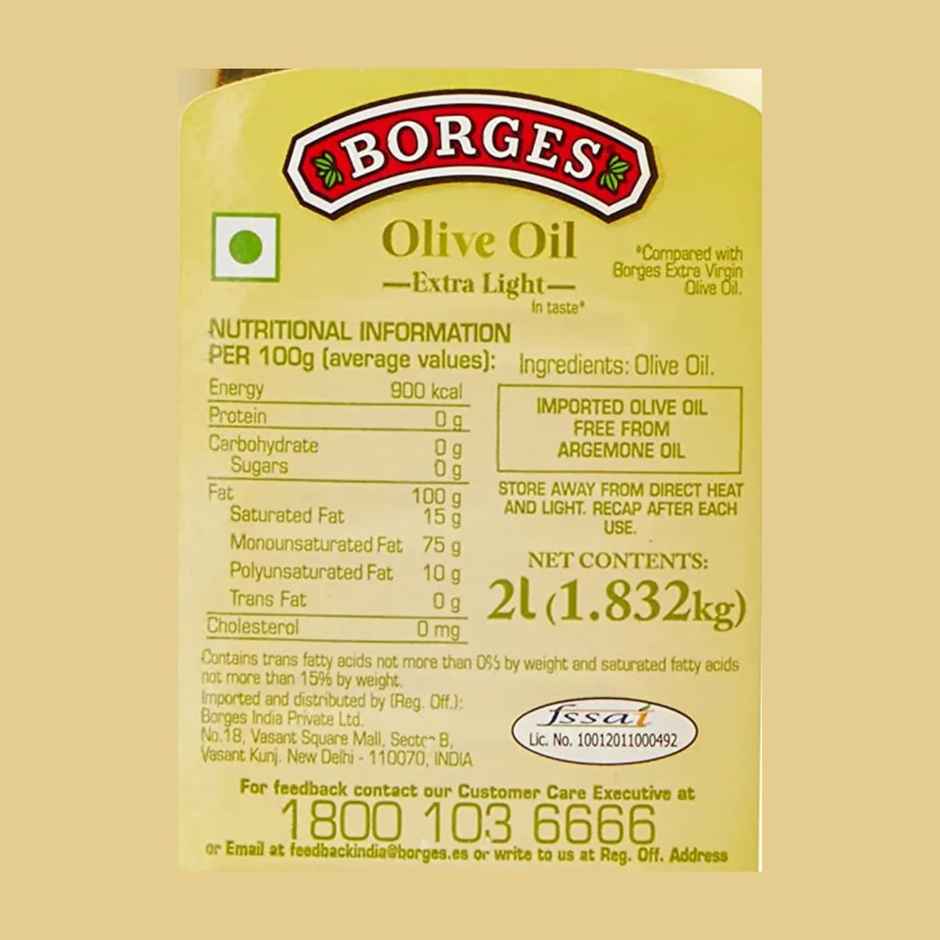 BORGES
Olive Oil
Extra Light
In taste*
*Compared with
Borges Extra Virgin
Olive Oil.
NUTRITIONAL INFORMATION
PER 100g (average values):
Energy 900 kcal
Protein 0 g
Carbohydrate 0 g
Sugars 0 g
Fat 100 g
Saturated Fat 15 g
Monounsaturated Fat 75 g
Polyunsaturated Fat 10 g
Trans Fat 0 g
Cholesterol 0 mg
Ingredients: Olive Oil.
IMPORTED OLIVE OIL
FREE FROM
ARGEMONE OIL
STORE AWAY FROM DIRECT HEAT
AND LIGHT. RECAP AFTER EACH
USE.
NET CONTENTS:
2l (1.832kg)
Contains trans fatty acids not more than 0% by weight and saturated fatty acids
not more than 15% by weight.
Imported and distributed by (Reg. Off.):
Borges India Private Ltd.
No.18, Vasant Square Mall, Sector B,
Vasant Kunj. New Delhi - 110070, INDIA
fssai
Lic. No. 10012011000492
For feedback contact our Customer Care Executive at
1800 103 6666
or Email at feedbackindia@borges.es or write to us at Reg. Off. Address